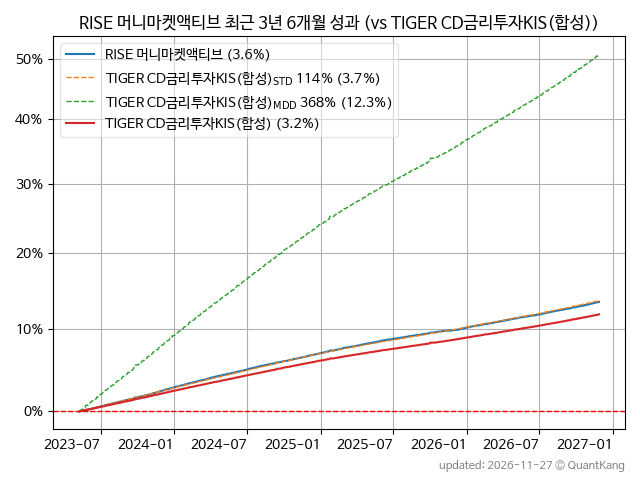 RISE 머니마켓액티브 최근 3년 6개월 성과 (vs TIGER CD금리투자KIS(합성))
RISE 머니마켓액티브 (3.6%)
TIGER CD금리투자KIS(합성)STD 114% (3.7%)
TIGER CD금리투자KIS(합성)MDD 368% (12.3%)
TIGER CD금리투자KIS(합성) (3.2%)
50%
40%
30%
20%
10%
0%
2023-07 2024-01 2024-07 2025-01 2025-07 2026-01 2026-07 2027-01
updated: 2026-11-27 © QuantKang